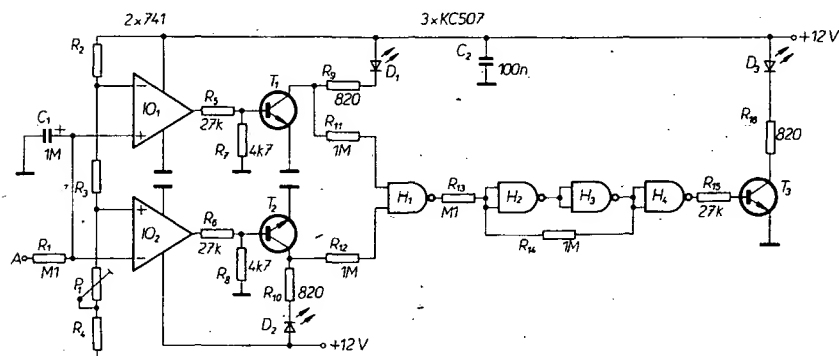 2×741
3×KC507
+12V
R2
C1
+
1M
R3
R1
A
M1
P1
R4
−
+
IO1
+
−
IO2
R5
27k
R7
4k7
T1
R6
27k
R8
4k7
T2
R9
820
D1
R11
1M
R12
1M
R10
820
D2
+12V
C2
100n
H1
R13
M1
H2
H3
H4
R14
1M
R15
27k
D3
R16
820
T3